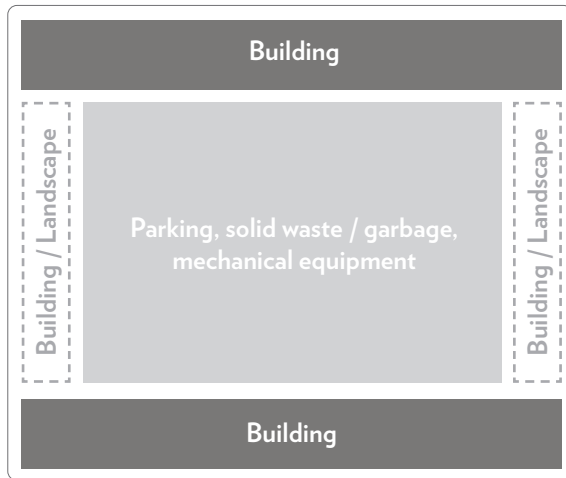 Building
Building / Landscape
Parking, solid waste / garbage,
mechanical equipment
Building / Landscape
Building